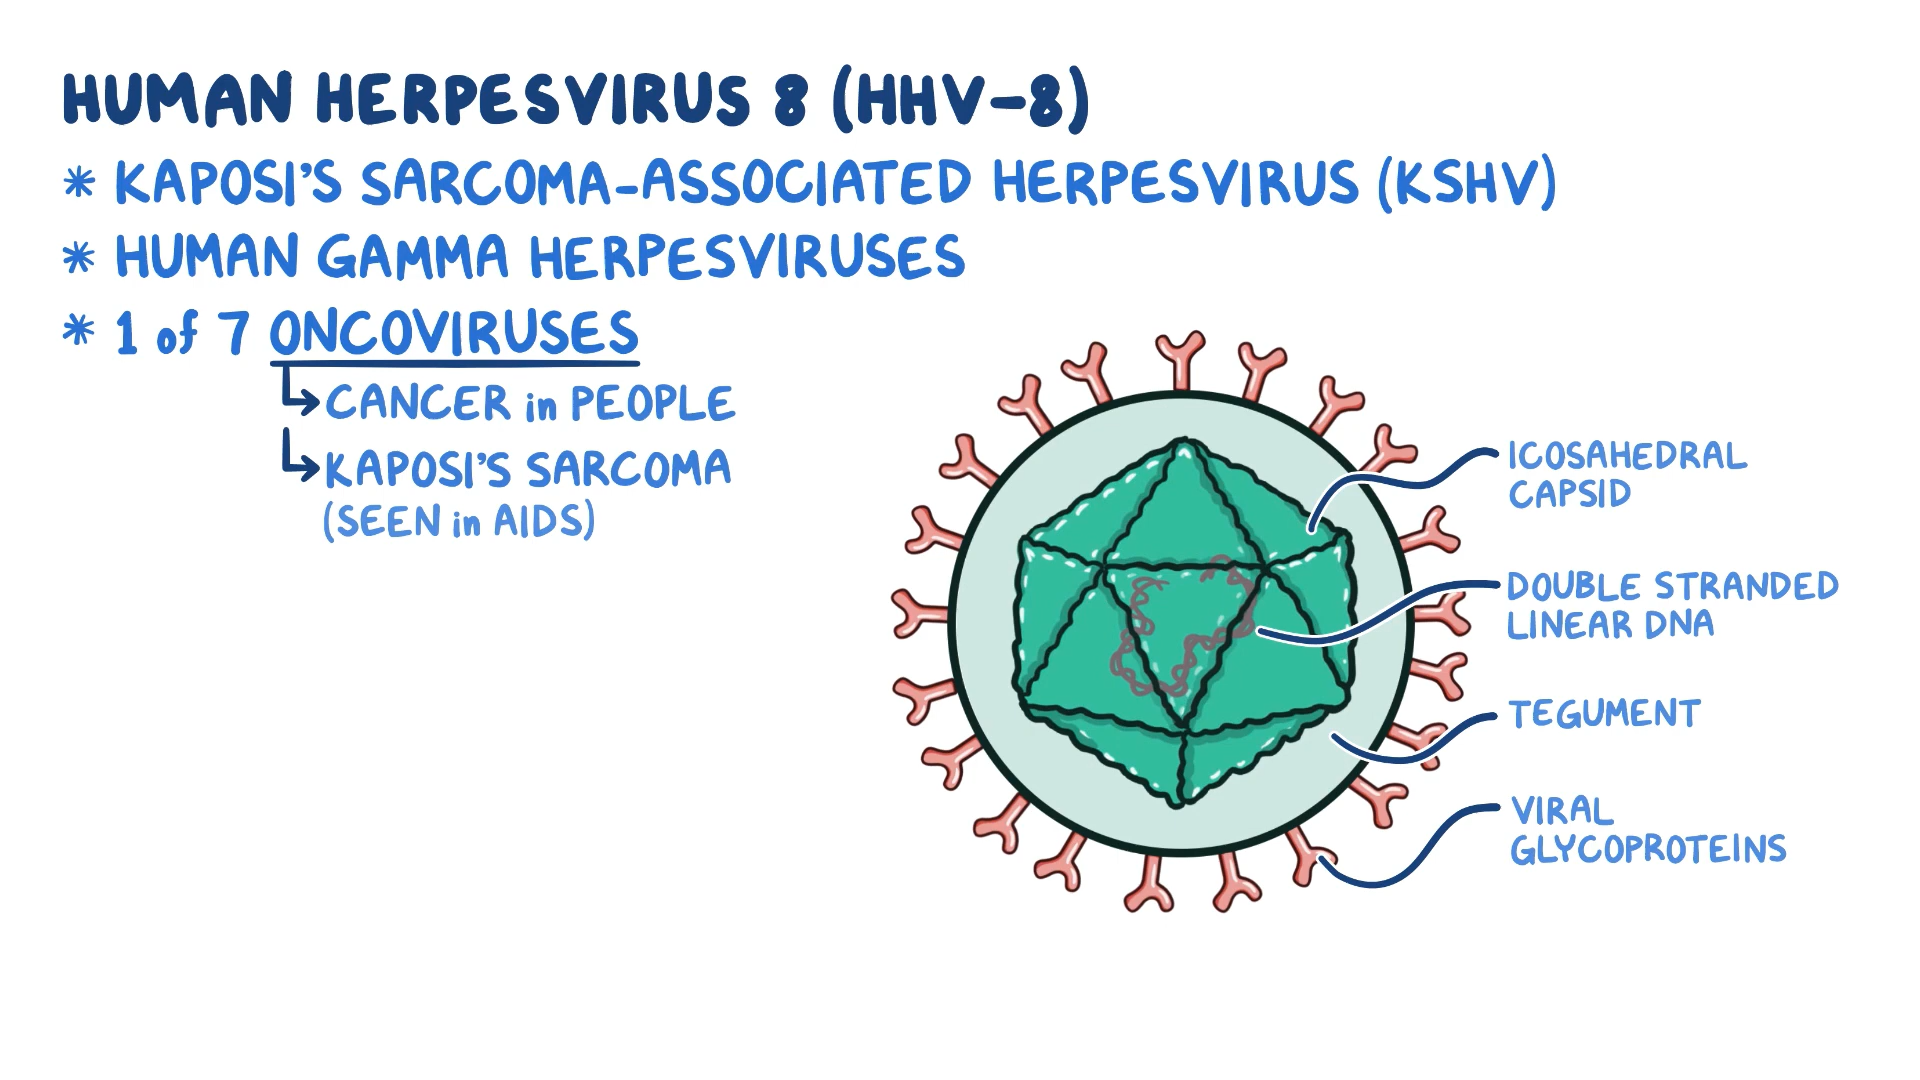 HUMAN HERPESVIRUS 8 (HHV-8)
* KAPOSI'S SARCOMA-ASSOCIATED HERPESVIRUS (KSHV)
* HUMAN GAMMA HERPESVIRUSES
* 1 of 7 ONCOVIRUSES
CANCER in PEOPLE
KAPOSI'S SARCOMA
(SEEN in AIDS)
ICOSAHEDRAL
CAPSID
DOUBLE STRANDED
LINEAR DNA
TEGUMENT
VIRAL
GLYCOPROTEINS